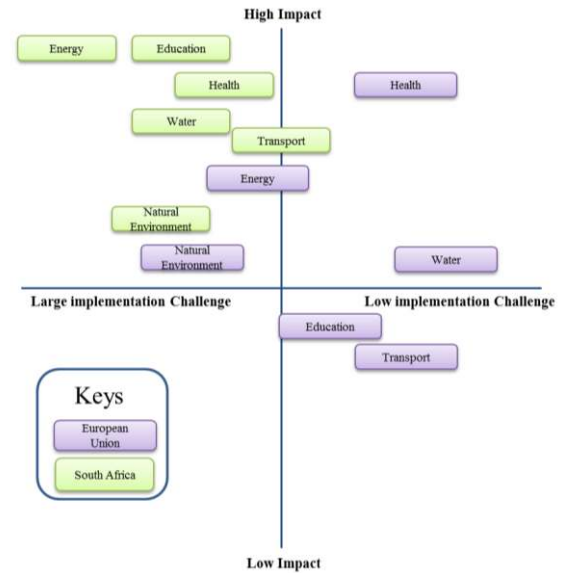 High Impact
Energy
Education
Health
Health
Water
Transport
Energy
Natural
Environment
Natural
Environment
Water
Large implementation Challenge
Low implementation Challenge
Education
Transport
Keys
European
Union
South Africa
Low Impact